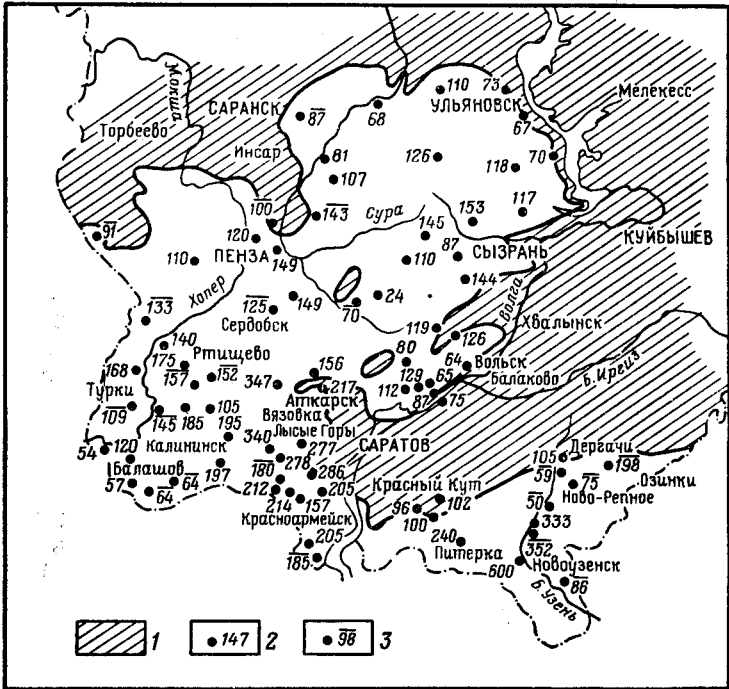 Мокша
Торбеево
САРАНСК
87
68
110
73
УЛЬЯНОВСК
Мелекесс
67
Инсар
81
107
126
118
70
100
143
Сура
153
117
91
120
ПЕНЗА
149
145
87
СЫЗРАНЬ
КУЙБЫШЕВ
110
110
144
Хопер
125
149
70
24
Волга
133
Сердобск
119
126
Хвалынск
140
175
Ртищево
80
64
Вольск
168
157
152
347
156
217
129
65
Балаково
Б. Иргиз
Турки
112
87
75
109
145
185
105
Аткарск
Вязовка
195
Лысые Горы
САРАТОВ
54
120
Калининск
340
277
105
Дергачи
Балашов
197
180
278
286
59
198
57
64
64
212
214
157
205
Красный Кут
75
Озинки
Ново-Репное
Красноармейск
96
102
50
100
333
205
240
352
185
Питерка
600
Новоузенск
86
Б. Узень
1
147
2
98
3